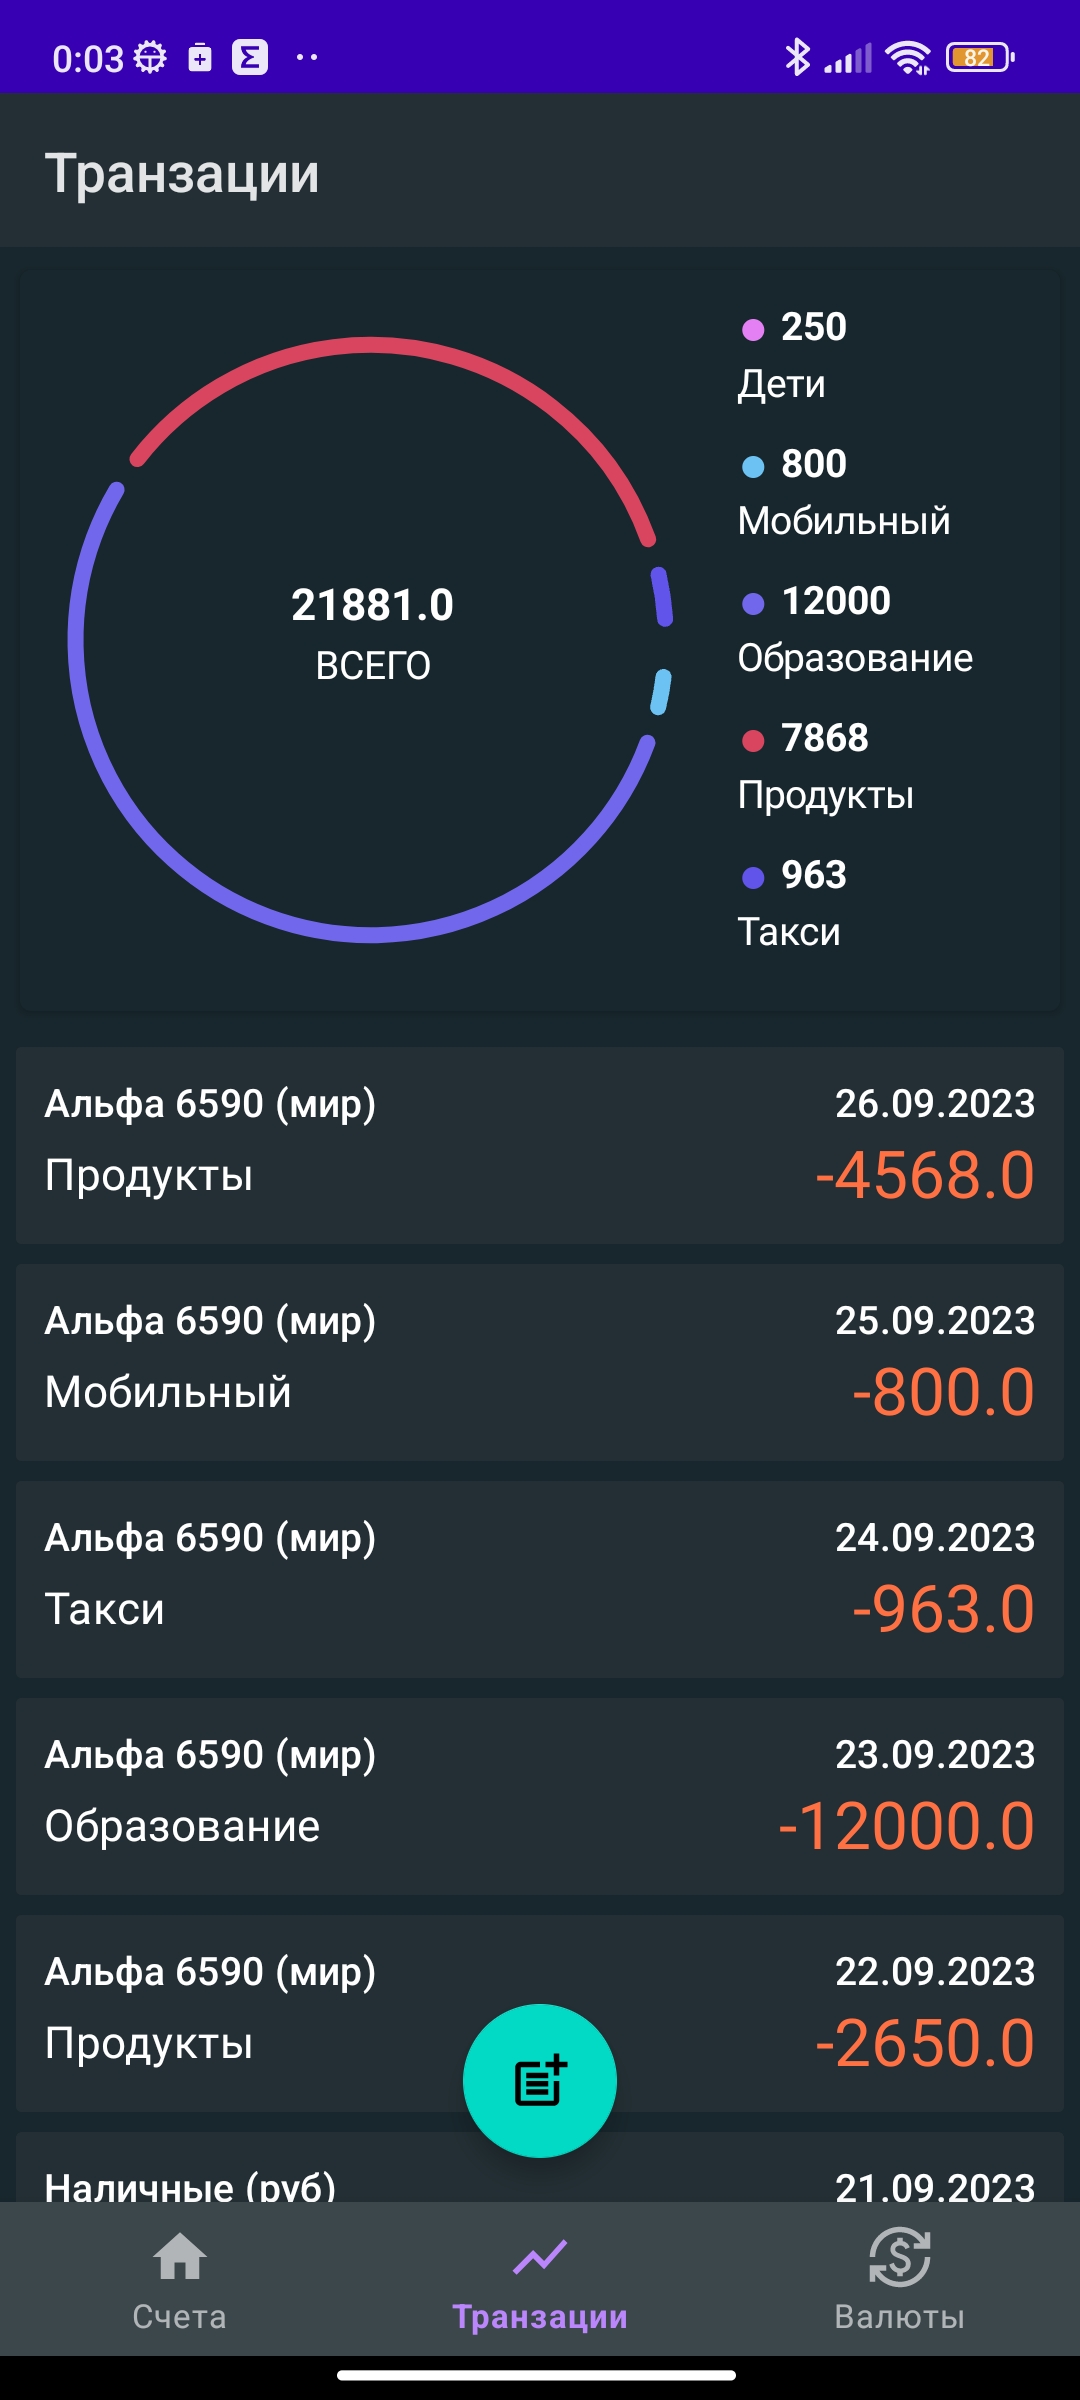 0:03
82
Транзации
250
Дети
800
Мобильный
12000
Образование
7868
Продукты
963
Такси
21881.0
ВСЕГО
Альфа 6590 (мир) 26.09.2023
Продукты -4568.0
Альфа 6590 (мир) 25.09.2023
Мобильный -800.0
Альфа 6590 (мир) 24.09.2023
Такси -963.0
Альфа 6590 (мир) 23.09.2023
Образование -12000.0
Альфа 6590 (мир) 22.09.2023
Продукты -2650.0
Наличные (руб) 21.09.2023
Счета Транзации Валюты